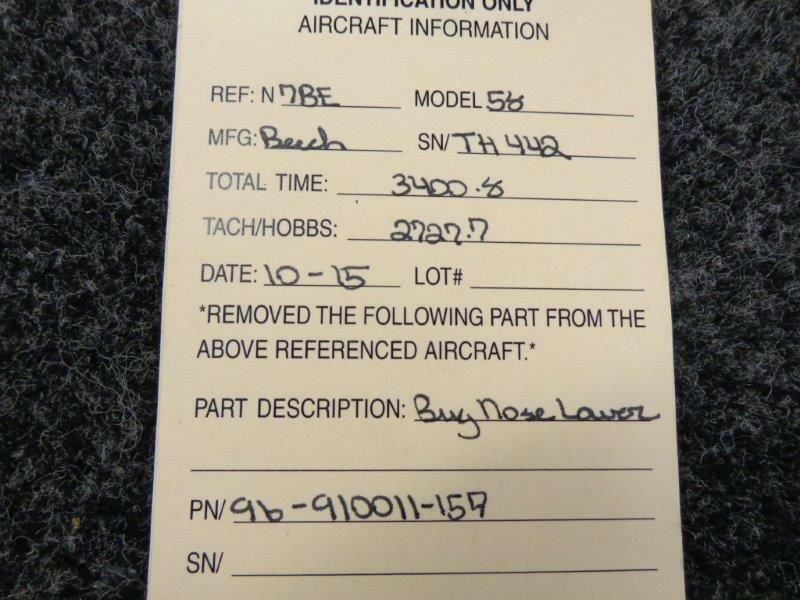 IDENTIFICATION ONLY
AIRCRAFT INFORMATION
REF: N 7BE MODEL 58
MFG: Beech SN/ TH 442
TOTAL TIME: 3400.8
TACH/HOBBS: 2727.7
DATE: 10-15 LOT#
*REMOVED THE FOLLOWING PART FROM THE
ABOVE REFERENCED AIRCRAFT.*
PART DESCRIPTION: Bug Nose Lower
PN/ 96-910011-157
SN/